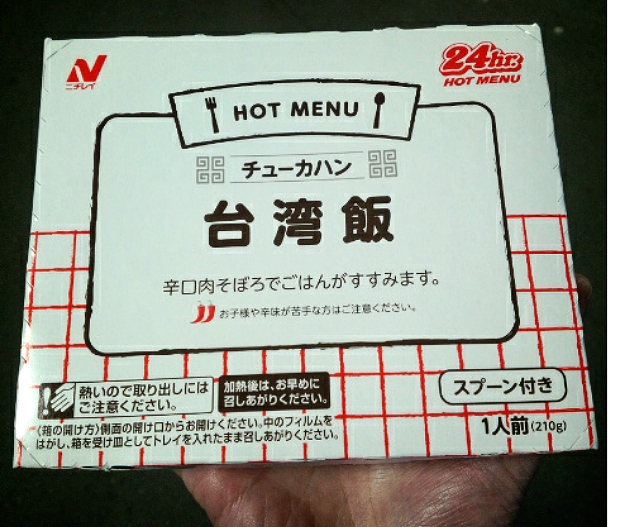 ニチレイ
24hr.
HOT MENU
HOT MENU
チューカハン
台湾飯
辛口肉そぼろでごはんがすすみます。
お子様や辛味が苦手な方はご注意ください。
熱いので取り出しには
ご注意ください。
加熱後は、お早めに
召しあがりください。
スプーン付き
〈箱の開け方〉側面の開け口からお開けください。中のフィルムを
はがし、箱を受け皿としてトレイを入れたまま召しあがりください。
1人前(210g)